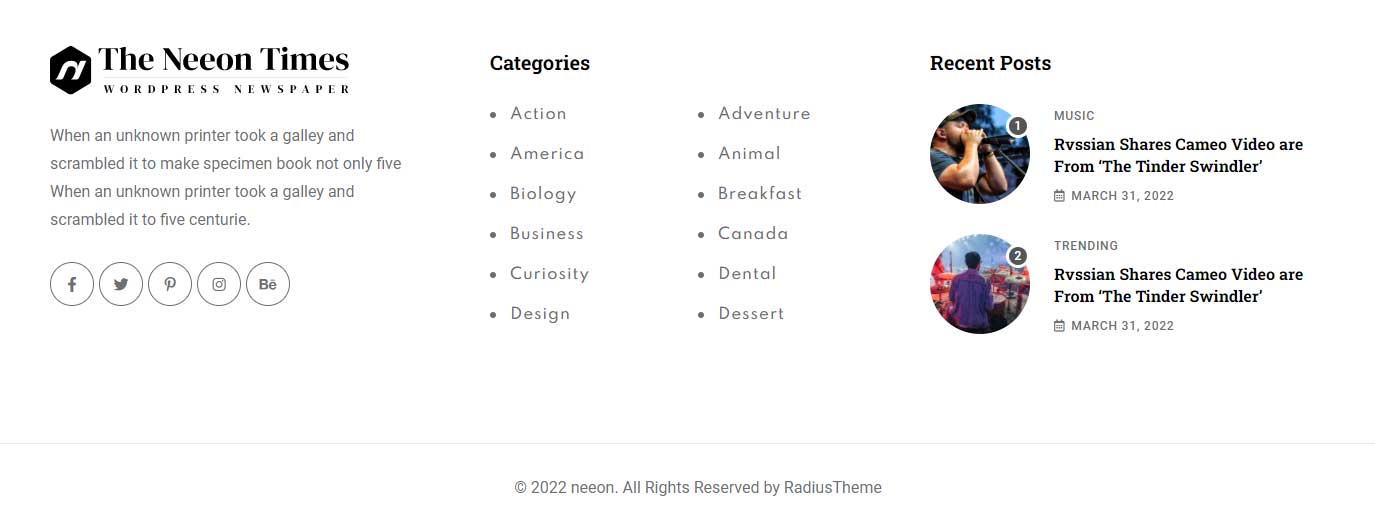 The Neeon Times
WORDPRESS NEWSPAPER
When an unknown printer took a galley and
scrambled it to make specimen book not only five
When an unknown printer took a galley and
scrambled it to five centurie.
Bē
Categories
Action
America
Biology
Business
Curiosity
Design
Adventure
Animal
Breakfast
Canada
Dental
Dessert
Recent Posts
1
MUSIC
Rvssian Shares Cameo Video are
From ‘The Tinder Swindler’
MARCH 31, 2022
2
TRENDING
Rvssian Shares Cameo Video are
From ‘The Tinder Swindler’
MARCH 31, 2022
© 2022 neeon. All Rights Reserved by RadiusTheme